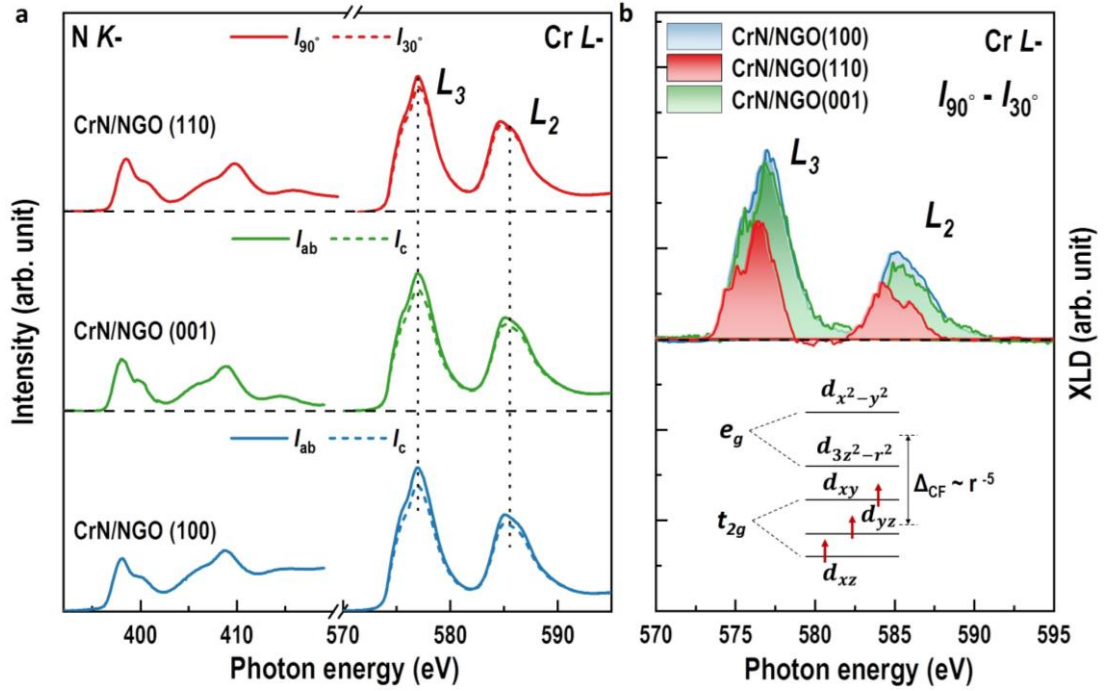 a
N K-
I90° I30°
Cr L-
L3
L2
CrN/NGO (110)
Iab Ic
CrN/NGO (001)
Iab Ic
CrN/NGO (100)
Intensity (arb. unit)
400 410 570 580 590
Photon energy (eV)
b
CrN/NGO(100)
CrN/NGO(110)
CrN/NGO(001)
Cr L-
I90° - I30°
L3
L2
XLD (arb. unit)
dx²−y²
eg
d3z²−r²
ΔCF ~ r -5
dxy
t2g
dyz
dxz
570 575 580 585 590 595
Photon energy (eV)